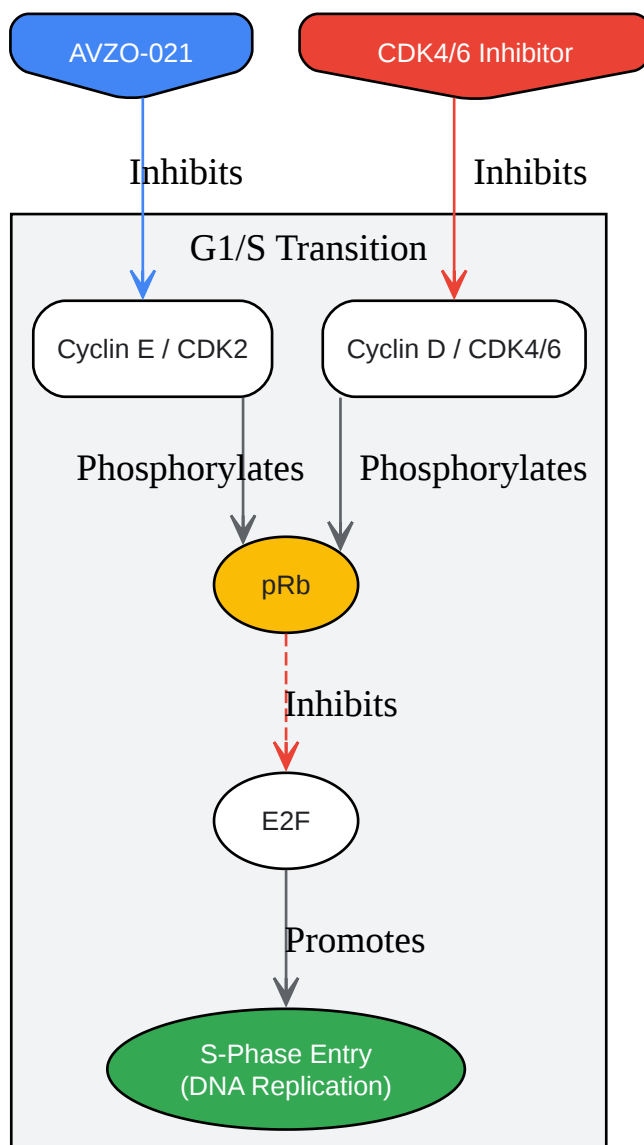 AVZO-021
CDK4/6 Inhibitor
Inhibits
Inhibits
G1/S Transition
Cyclin E / CDK2
Cyclin D / CDK4/6
Phosphorylates
Phosphorylates
pRb
Inhibits
E2F
Promotes
S-Phase Entry
(DNA Replication)